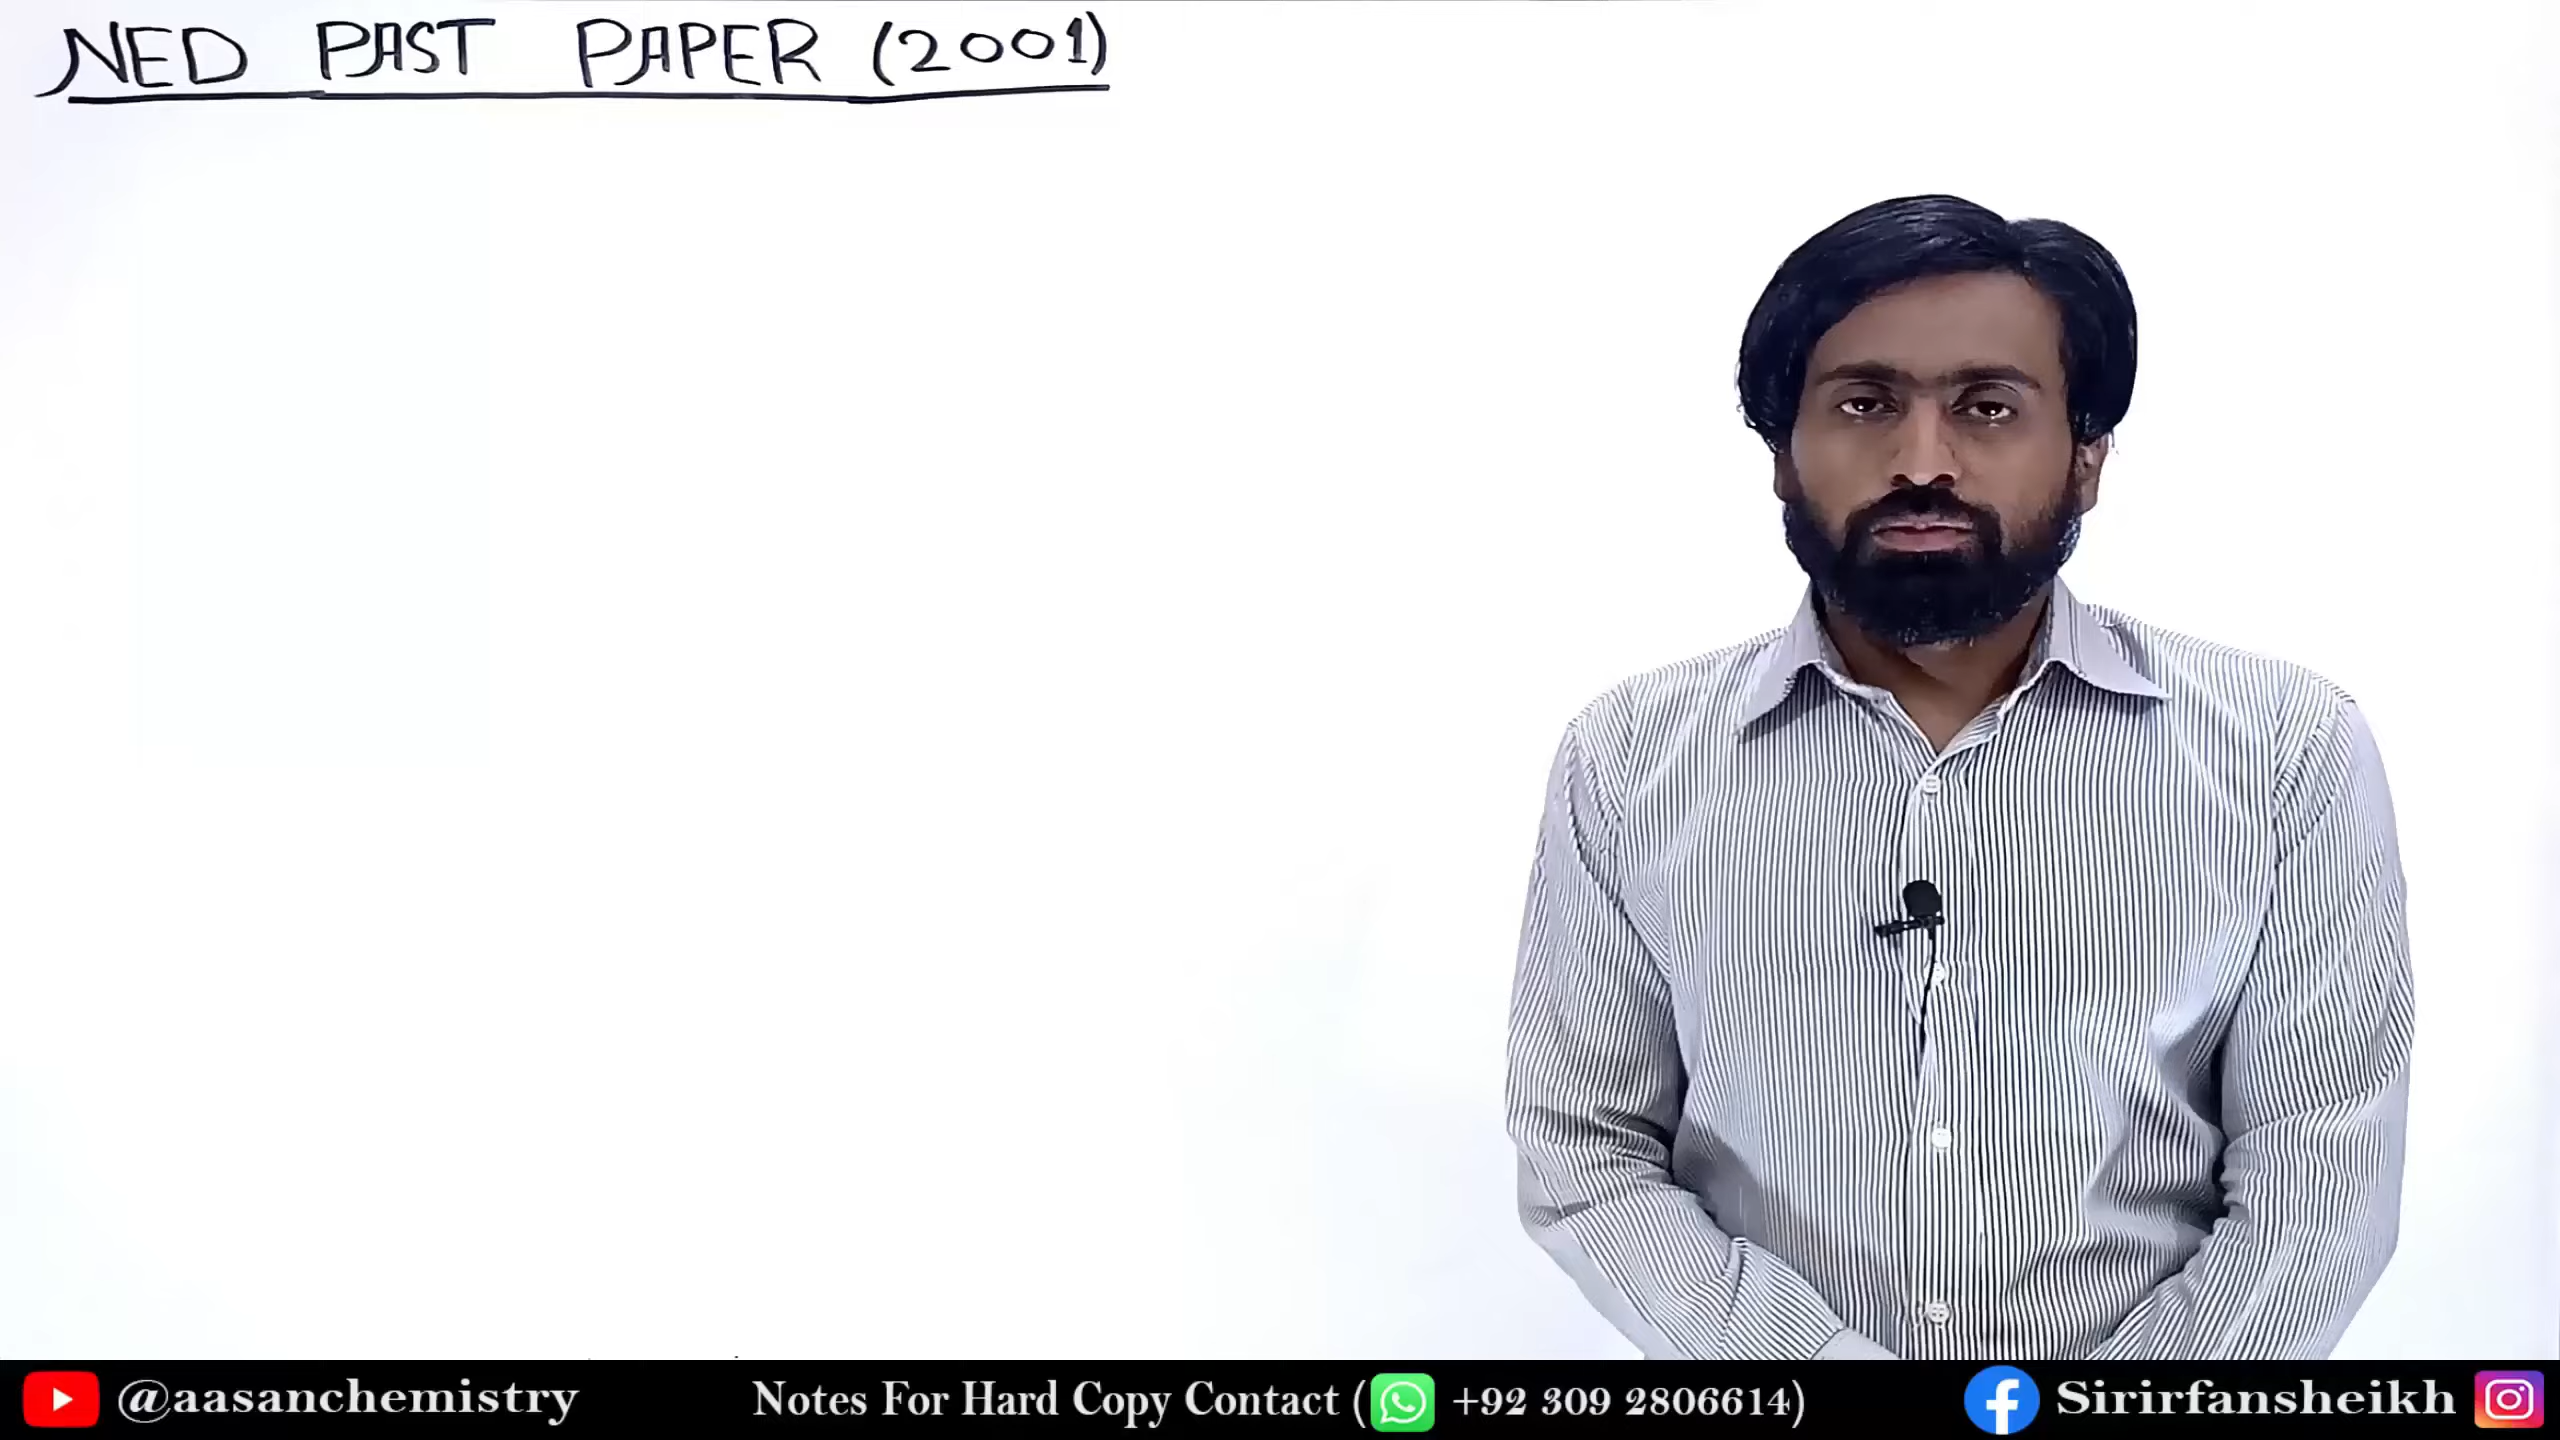 NED PAST PAPER (2001)
@aasanchemistry Notes For Hard Copy Contact ( +92 309 2806614) Sirirfansheikh